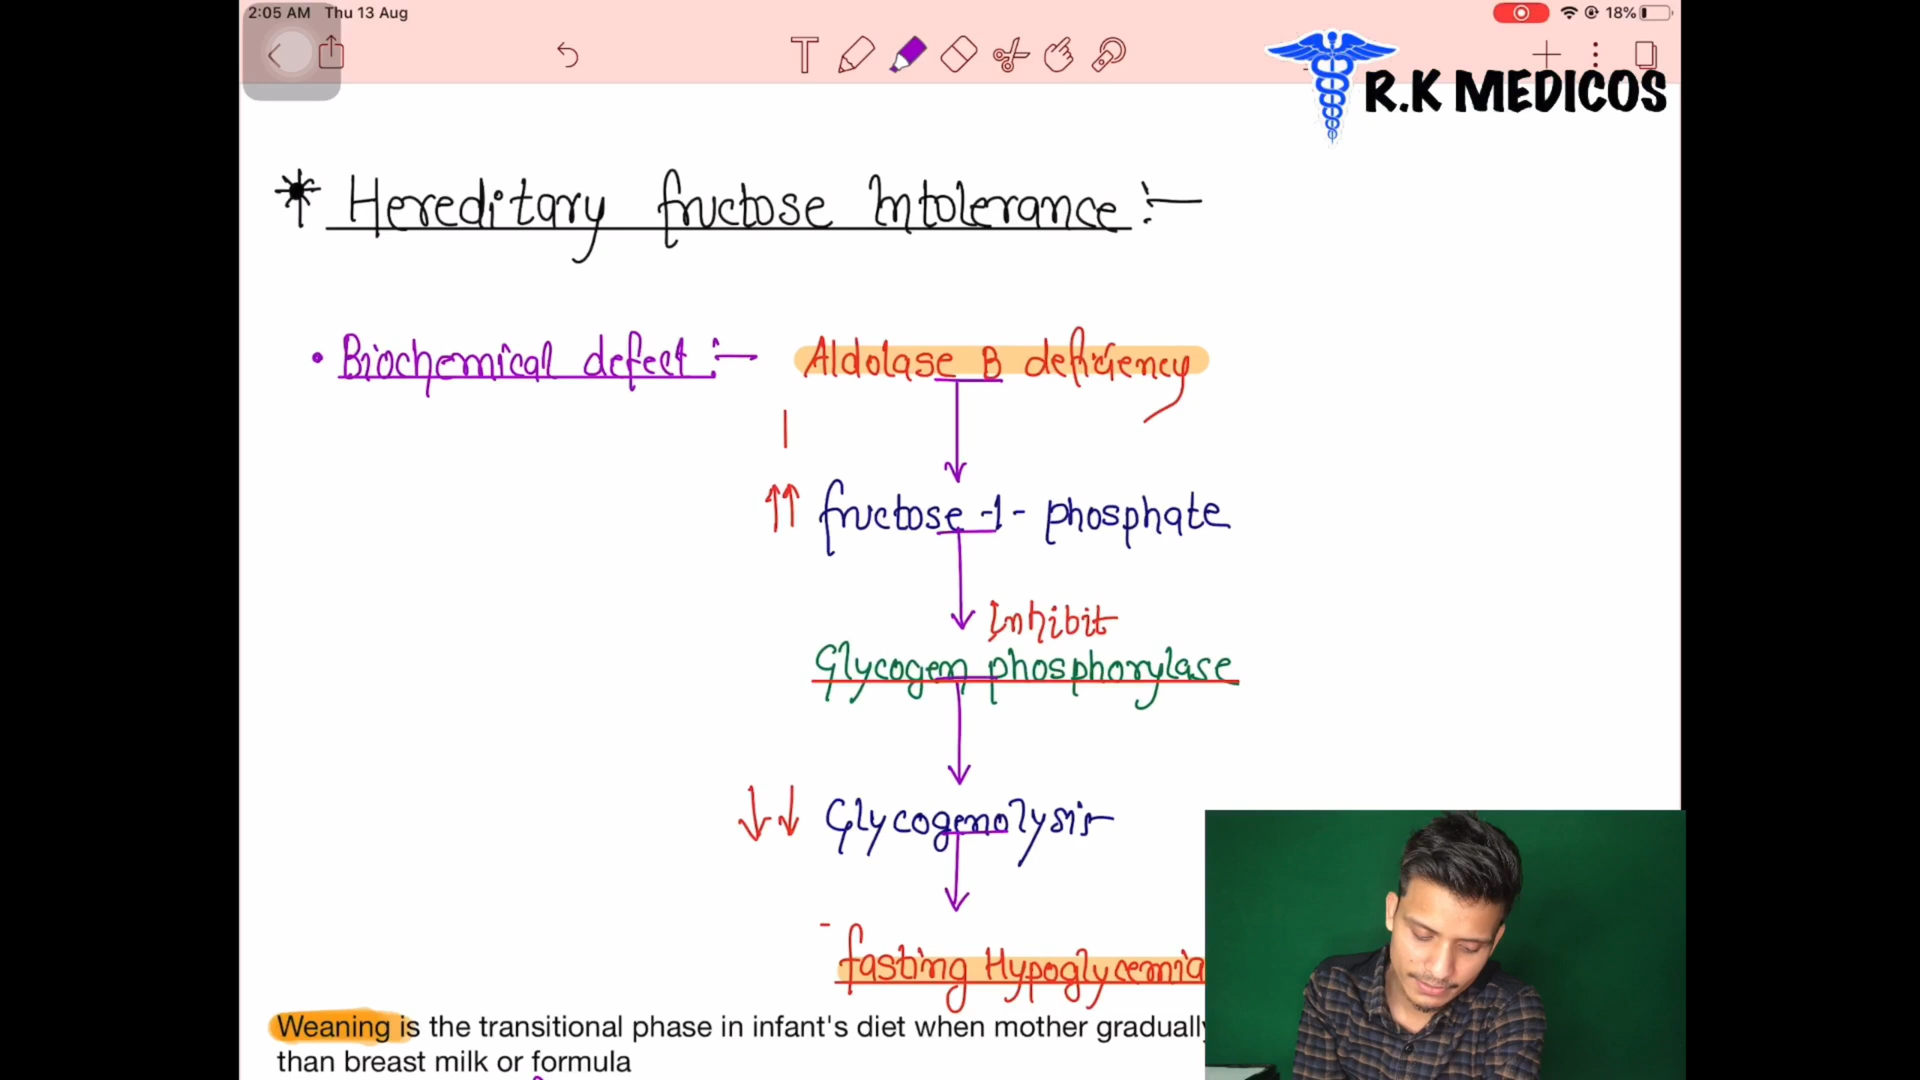 2:05 AM Thu 13 Aug
18%
T
R.K MEDICOS
* Hereditary fructose Intolerance :-
• Biochemical defect :- Aldolase B deficiency
↑↑ fructose -1- phosphate
Inhibit
Glycogen phosphorylase
↓↓ Glycogenolysis
fasting Hypoglycemia
Weaning is the transitional phase in infant's diet when mother gradually
than breast milk or formula